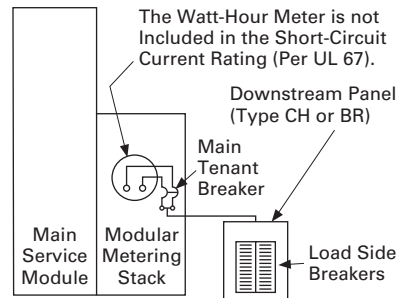 The Watt-Hour Meter is not
Included in the Short-Circuit
Current Rating (Per UL 67).
Downstream Panel
(Type CH or BR)
Main
Tenant
Breaker
Main
Service
Module
Modular
Metering
Stack
Load Side
Breakers